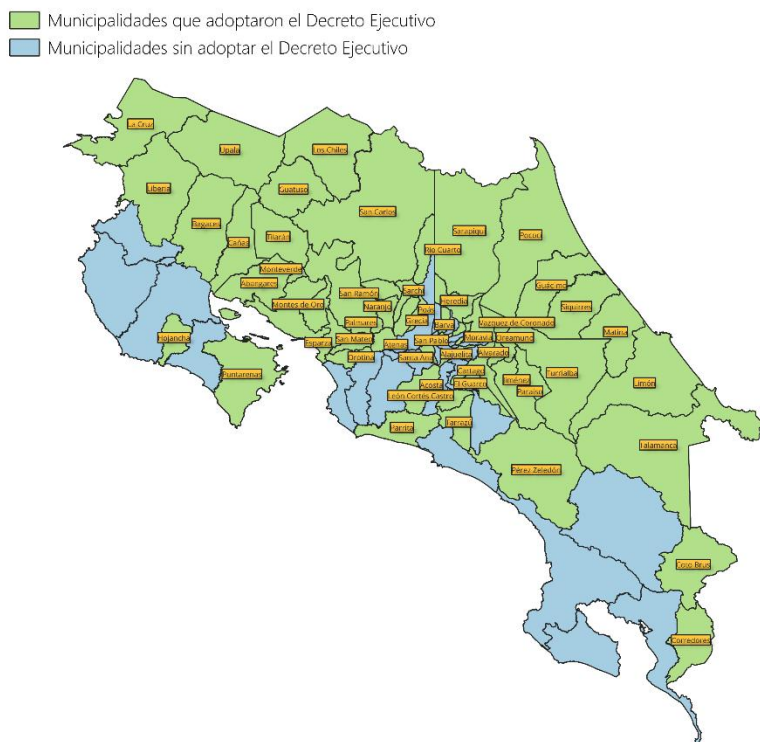 Municipalidades que adoptaron el Decreto Ejecutivo
Municipalidades sin adoptar el Decreto Ejecutivo
La Cruz
Upala
Los Chiles
Guatuso
Liberia
San Carlos
Bagaces
Cañas
Tilarán
Sarapiquí
Pococí
Río Cuarto
Monteverde
Abangares
Guácimo
Montes de Oro
San Ramón
Sarchí
Heredia
Siquirres
Naranjo
Poás
Grecia
Palmares
Barva
Vázquez de Coronado
Matina
Hojancha
Esparza
San Mateo
Atenas
San Pablo
Moravia
Oreamuno
Orotina
Santa Ana
Alajuelita
Alvarado
Puntarenas
Cartago
Turrialba
Limón
Acosta
El Guarco
Jiménez
Paraíso
León Cortés Castro
Parrita
Tarrazú
Talamanca
Pérez Zeledón
Coto Brus
Corredores